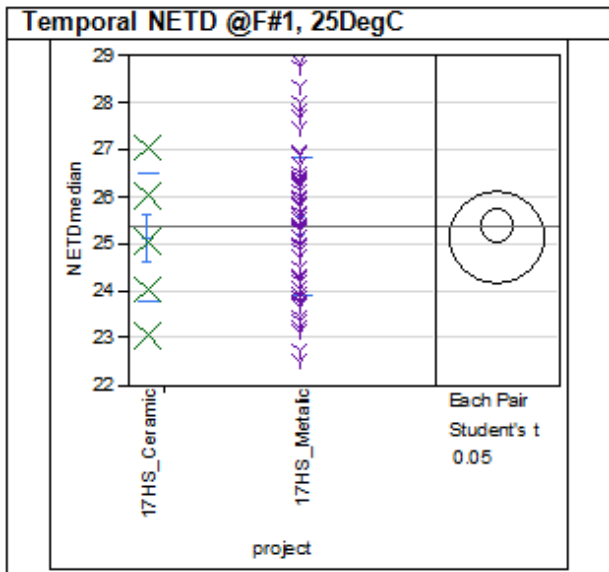 Temporal NETD @F#1, 25DegC
29
28
27
26
25
24
23
22
NETDmedian
17HS_Ceramic
17HS_Metalic
Each Pair
Student's t
0.05
project